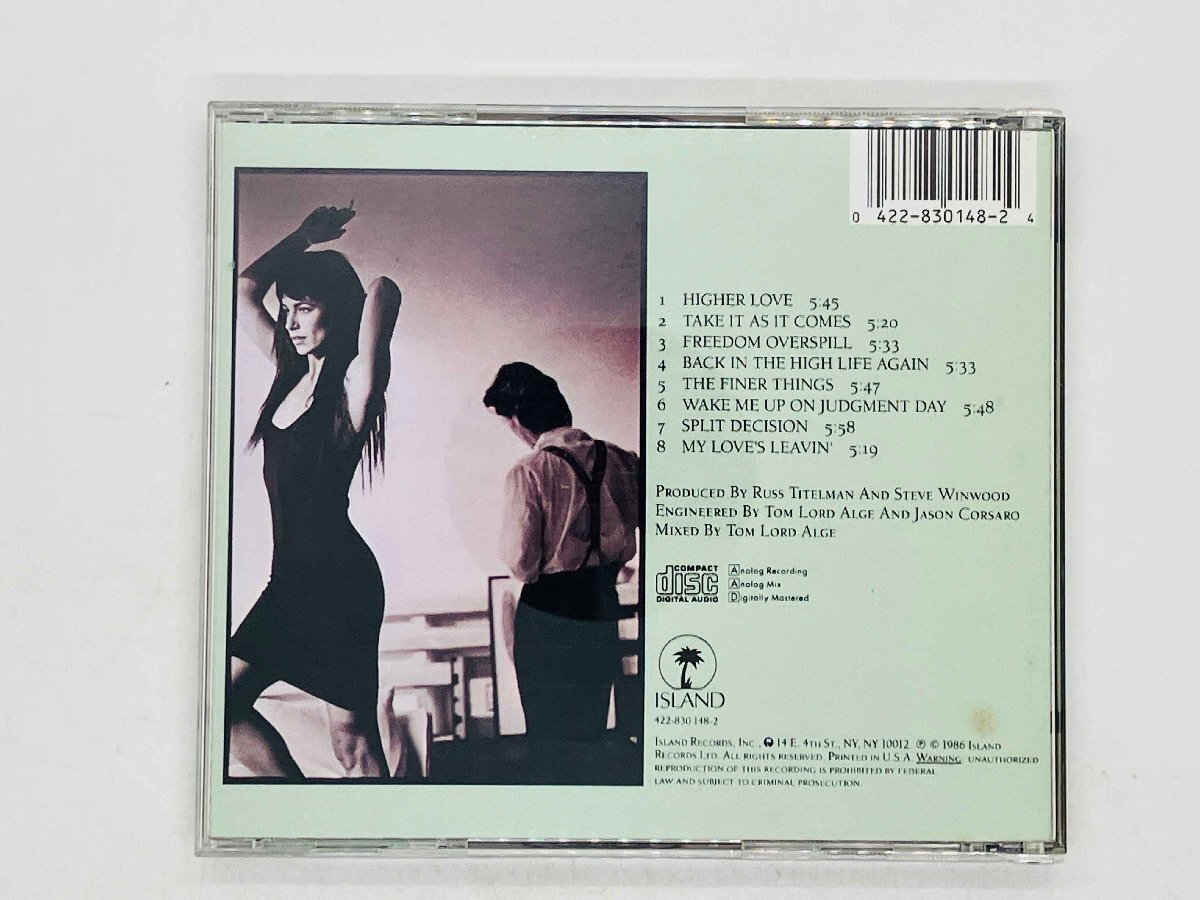 0 422-830148-2 4
1 HIGHER LOVE 5:45
2 TAKE IT AS IT COMES 5:20
3 FREEDOM OVERSPILL 5:33
4 BACK IN THE HIGH LIFE AGAIN 5:33
5 THE FINER THINGS 5:47
6 WAKE ME UP ON JUDGMENT DAY 5:48
7 SPLIT DECISION 5:58
8 MY LOVE'S LEAVIN' 5:19
PRODUCED BY RUSS TITELMAN AND STEVE WINWOOD
ENGINEERED BY TOM LORD ALGE AND JASON CORSARO
MIXED BY TOM LORD ALGE
COMPACT
disc
DIGITAL AUDIO
Analog Recording
Analog Mix
Digitally Mastered
ISLAND
422-830 148-2
ISLAND RECORDS, INC., 14 E. 4TH ST., NY, NY 10012 ℗ © 1986 ISLAND
RECORDS LTD. ALL RIGHTS RESERVED. PRINTED IN U.S.A. WARNING: UNAUTHORIZED
REPRODUCTION OF THIS RECORDING IS PROHIBITED BY FEDERAL
LAW AND SUBJECT TO CRIMINAL PROSECUTION.